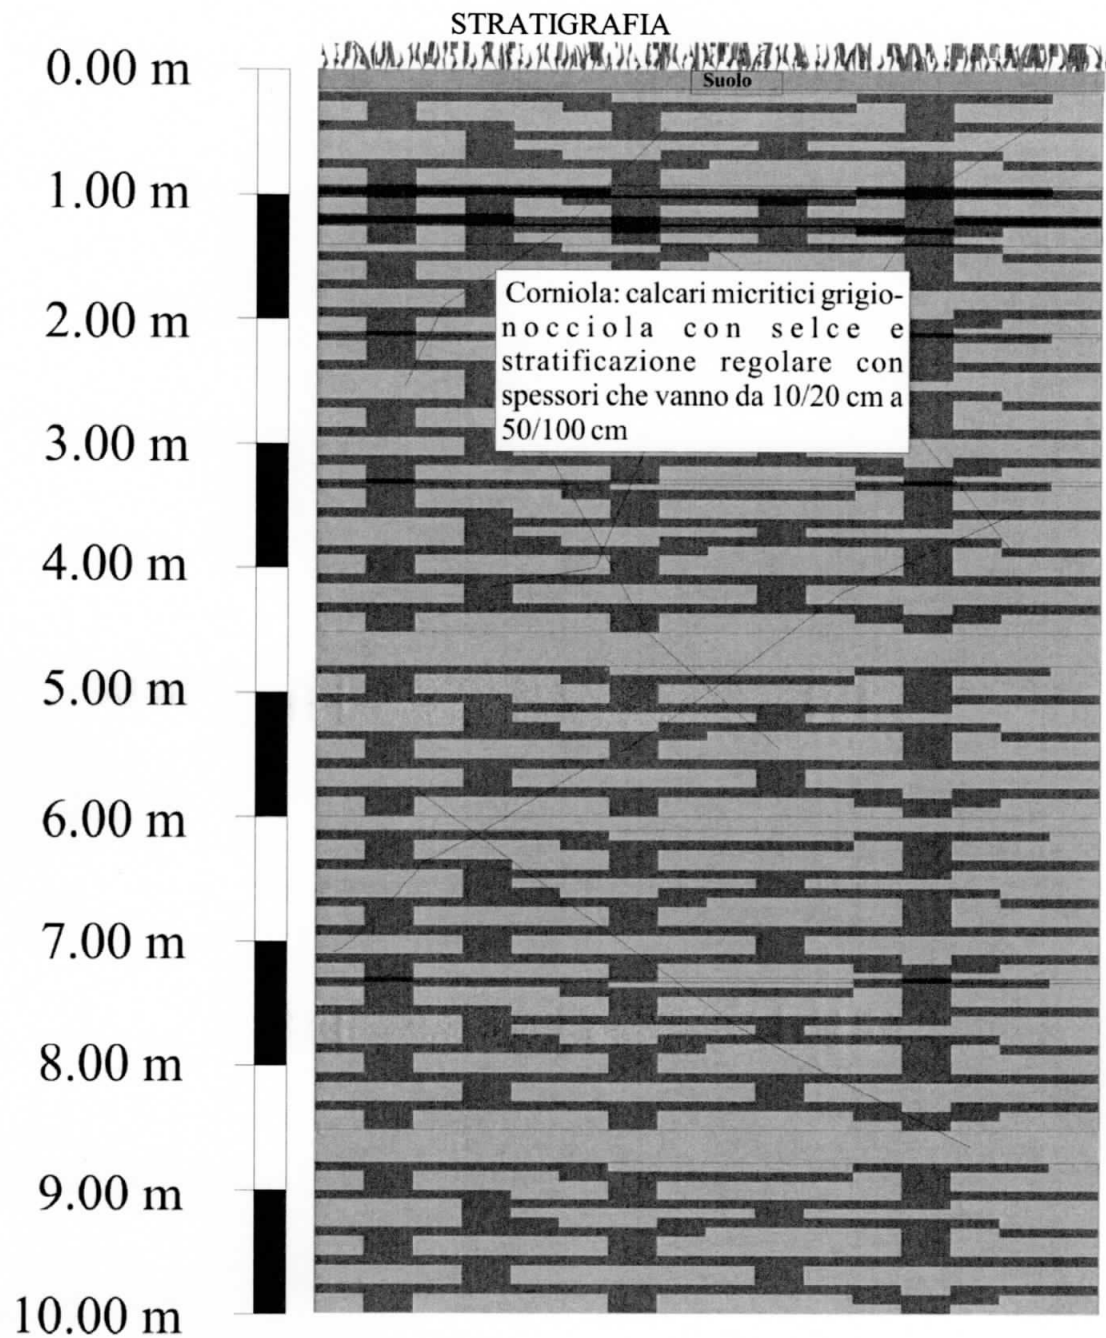 STRATIGRAFIA
0.00 m
Suolo
1.00 m
2.00 m
Corniola: calcari micritici grigio-
nocciola con selce e
stratificazione regolare con
spessori che vanno da 10/20 cm a
50/100 cm
3.00 m
4.00 m
5.00 m
6.00 m
7.00 m
8.00 m
9.00 m
10.00 m